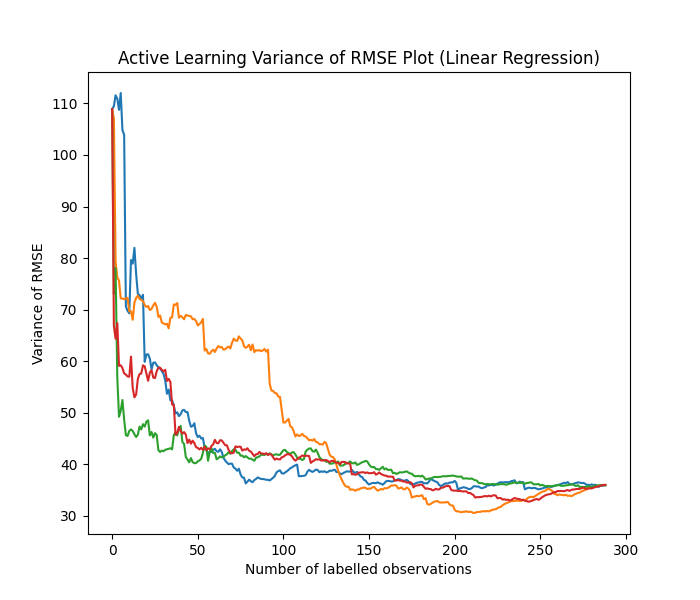 Active Learning Variance of RMSE Plot (Linear Regression)
110
100
90
80
70
60
50
40
30
Variance of RMSE
0 50 100 150 200 250 300
Number of labelled observations